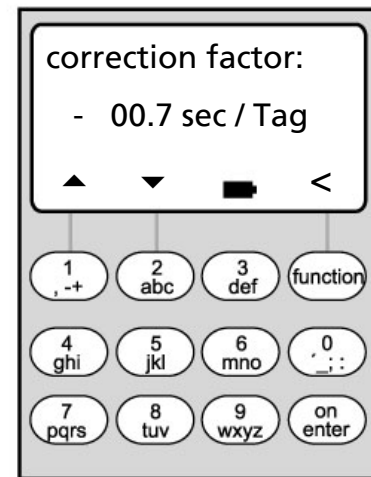 correction factor:
- 00.7 sec / Tag
<
1 2 3 function
, -+ abc def
4 5 6 0
ghi jkl mno ´_; :
7 8 9 on
pqrs tuv wxyz enter